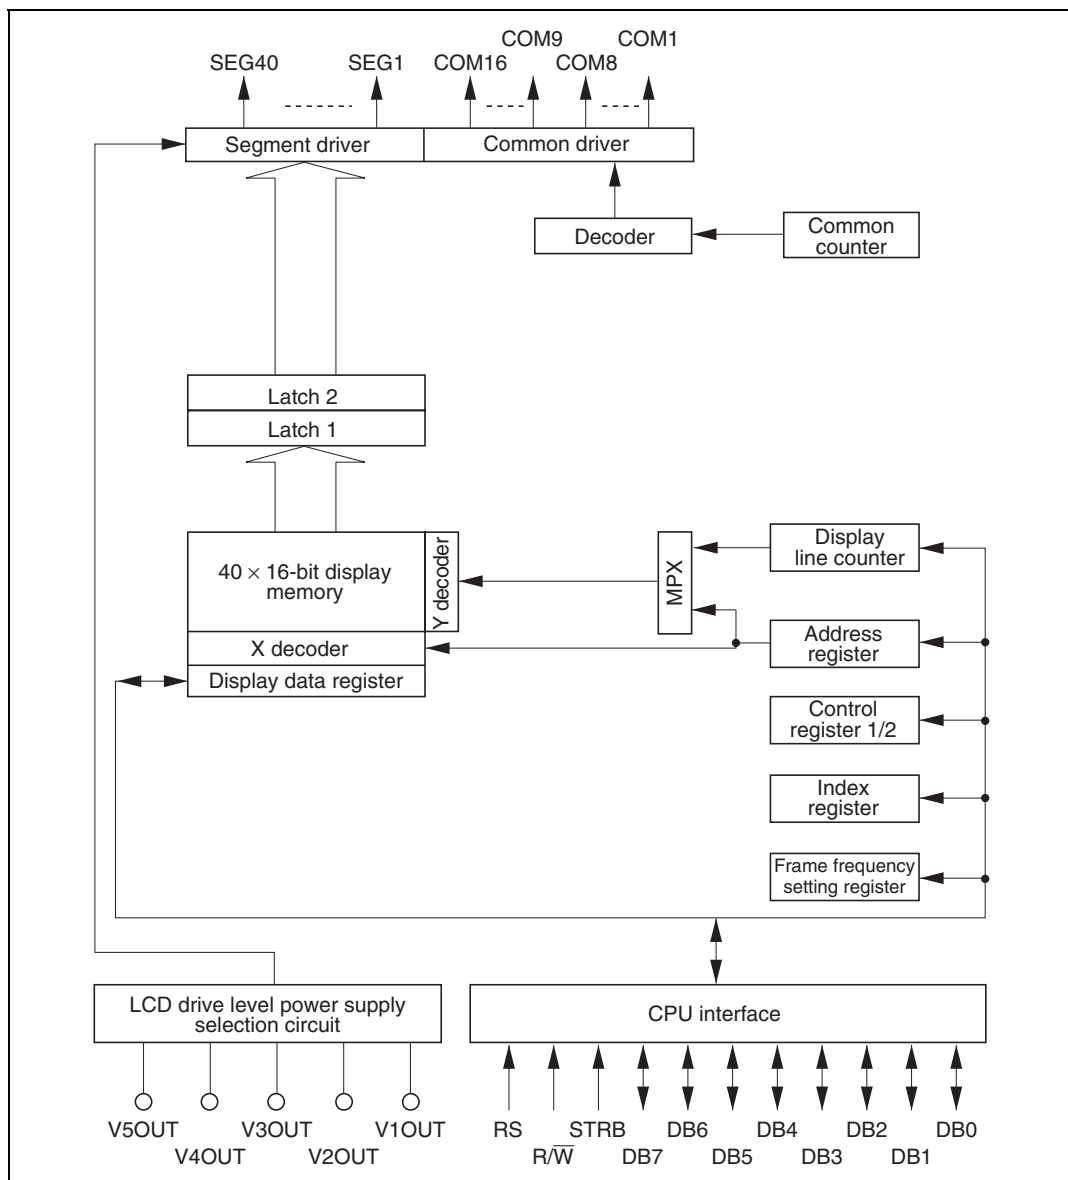 COM9
COM1
SEG40
SEG1
COM16
COM8
Segment driver
Common driver
Decoder
Common
counter
Latch 2
Latch 1
40 × 16-bit display
memory
Y decoder
MPX
Display
line counter
X decoder
Address
register
Display data register
Control
register 1/2
Index
register
Frame frequency
setting register
LCD drive level power supply
selection circuit
CPU interface
V5OUT
V3OUT
V1OUT
RS
STRB
DB6
DB4
DB2
DB0
V4OUT
V2OUT
R/W̅
DB7
DB5
DB3
DB1